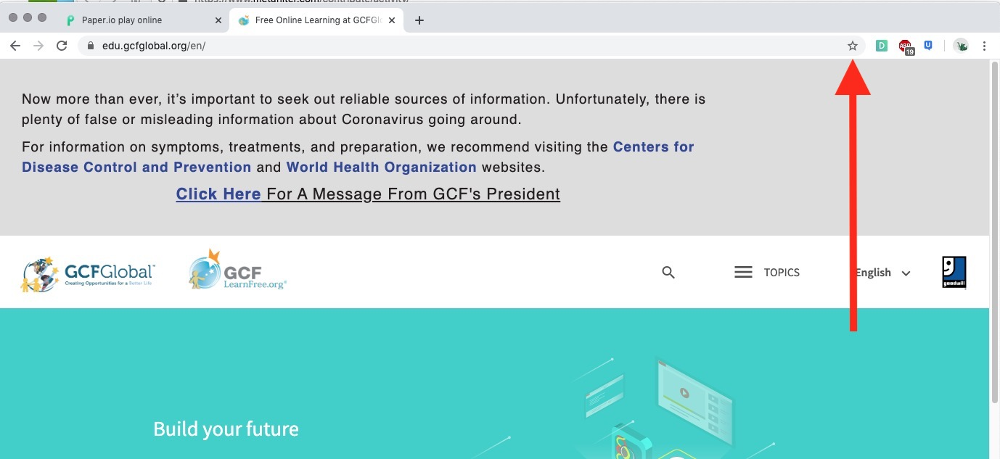 Paper.io play online
Free Online Learning at GCFGl
edu.gcfglobal.org/en/
D
ABP
19
Now more than ever, it’s important to seek out reliable sources of information. Unfortunately, there is
plenty of false or misleading information about Coronavirus going around.
For information on symptoms, treatments, and preparation, we recommend visiting the Centers for
Disease Control and Prevention and World Health Organization websites.
Click Here For A Message From GCF's President
GCFGlobal™
Creating Opportunities for a Better Life
GCF
LearnFree.org®
TOPICS
English
goodwill
Build your future